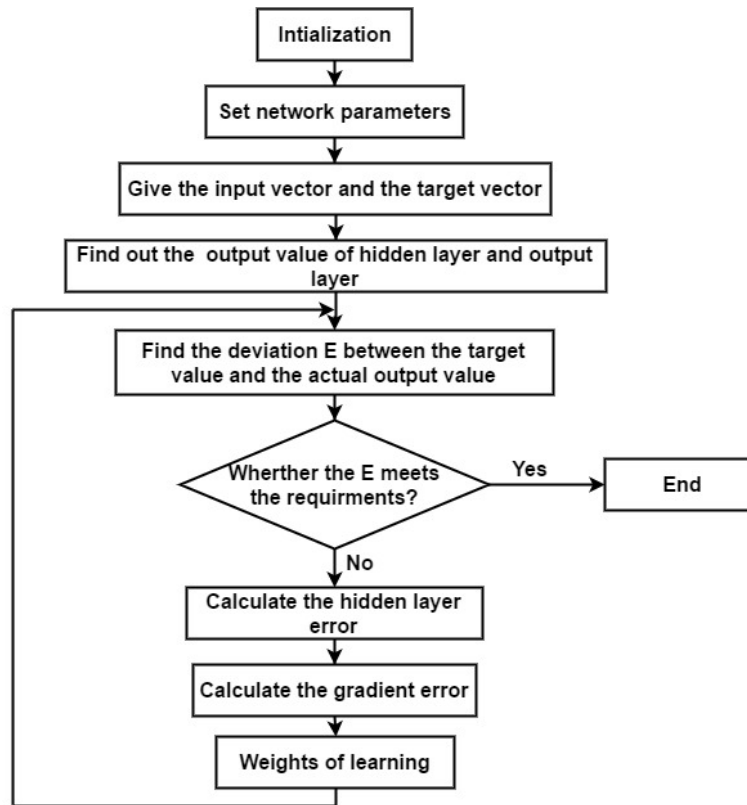 Intialization
Set network parameters
Give the input vector and the target vector
Find out the output value of hidden layer and output
layer
Find the deviation E between the target
value and the actual output value
Wherther the E meets
the requirments?
Yes
End
No
Calculate the hidden layer
error
Calculate the gradient error
Weights of learning